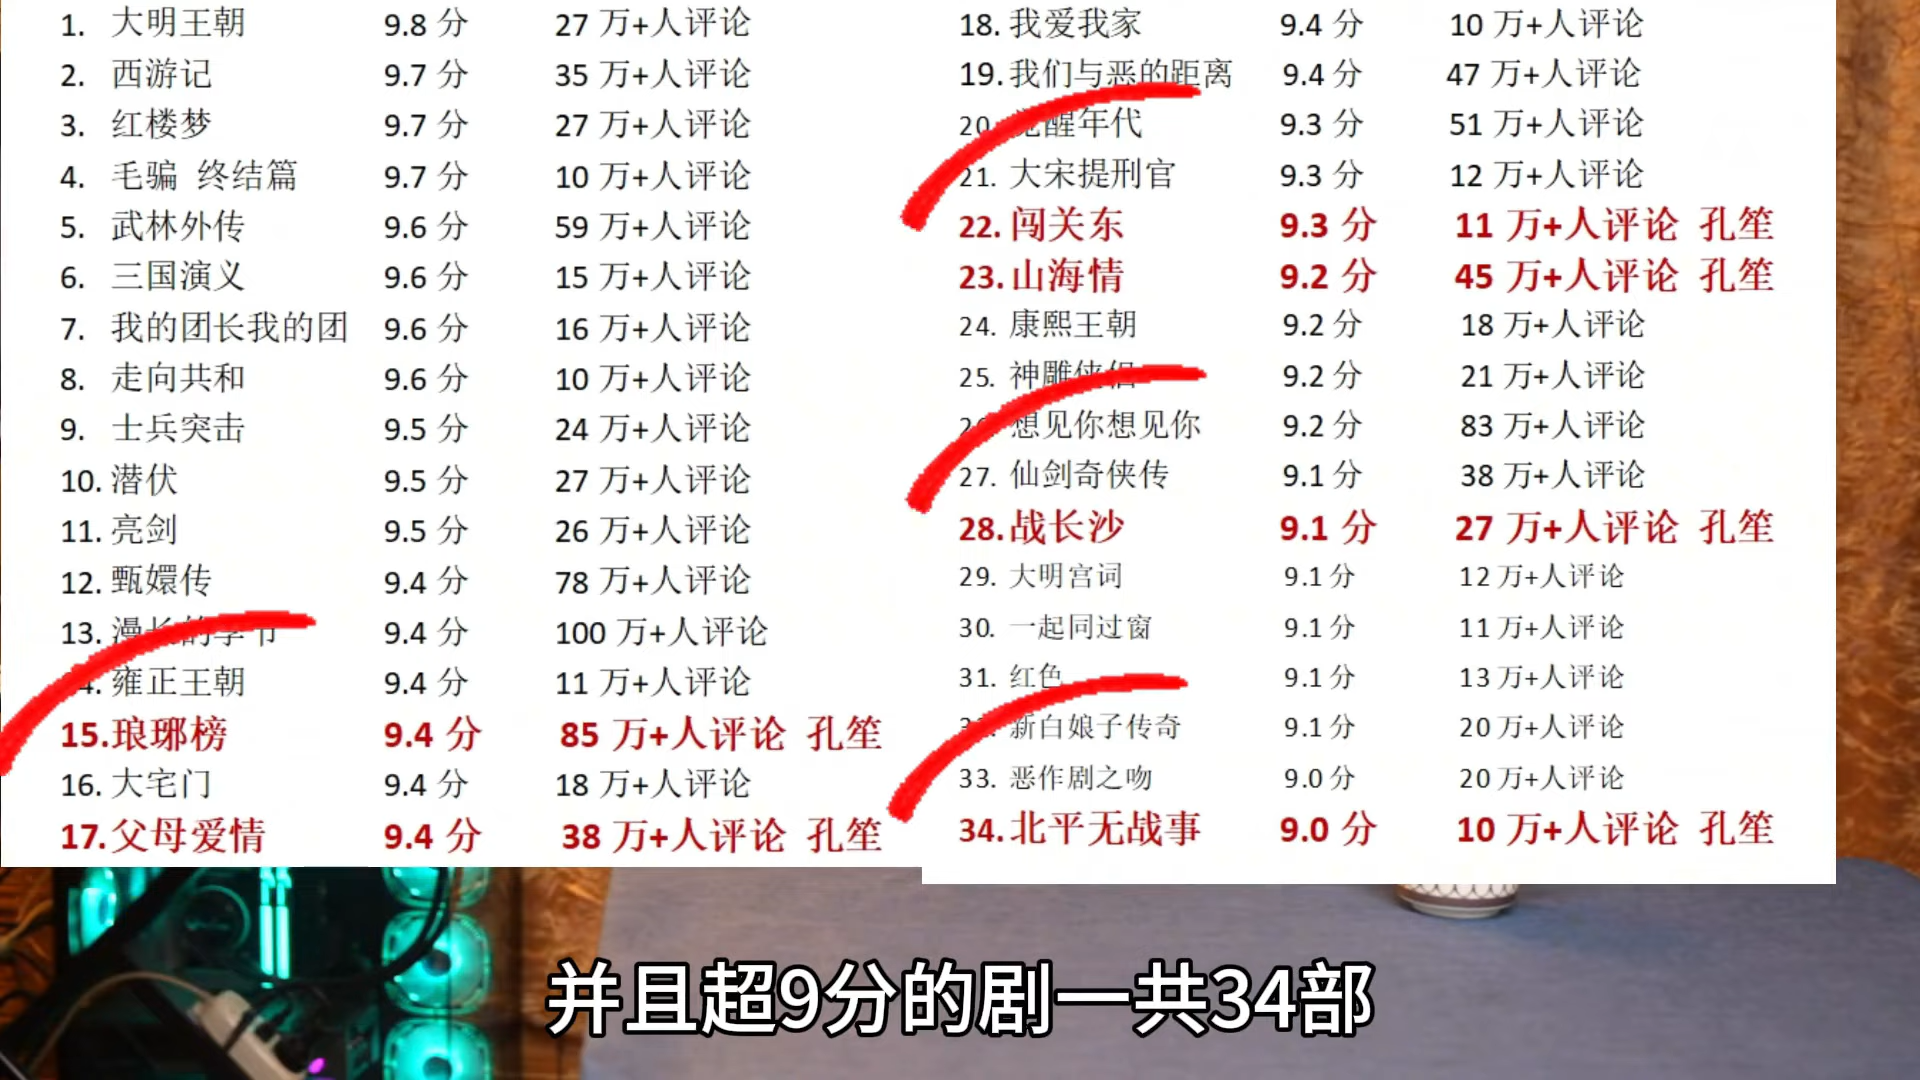 1. 大明王朝 9.8 分 27 万+人评论
2. 西游记 9.7 分 35 万+人评论
3. 红楼梦 9.7 分 27 万+人评论
4. 毛骗 终结篇 9.7 分 10 万+人评论
5. 武林外传 9.6 分 59 万+人评论
6. 三国演义 9.6 分 15 万+人评论
7. 我的团长我的团 9.6 分 16 万+人评论
8. 走向共和 9.6 分 10 万+人评论
9. 士兵突击 9.5 分 24 万+人评论
10. 潜伏 9.5 分 27 万+人评论
11. 亮剑 9.5 分 26 万+人评论
12. 甄嬛传 9.4 分 78 万+人评论
13. 漫长的季节 9.4 分 100 万+人评论
14. 雍正王朝 9.4 分 11 万+人评论
15.琅琊榜 9.4 分 85 万+人评论 孔笙
16. 大宅门 9.4 分 18 万+人评论
17.父母爱情 9.4 分 38 万+人评论 孔笙
18. 我爱我家 9.4 分 10 万+人评论
19.我们与恶的距离 9.4 分 47 万+人评论
20. 觉醒年代 9.3 分 51 万+人评论
21. 大宋提刑官 9.3 分 12 万+人评论
22. 闯关东 9.3 分 11 万+人评论 孔笙
23.山海情 9.2 分 45 万+人评论 孔笙
24. 康熙王朝 9.2 分 18 万+人评论
25. 神雕侠侣 9.2 分 21 万+人评论
26. 想见你想见你 9.2 分 83 万+人评论
27. 仙剑奇侠传 9.1 分 38 万+人评论
28.战长沙 9.1 分 27 万+人评论 孔笙
29. 大明宫词 9.1 分 12 万+人评论
30. 一起同过窗 9.1 分 11 万+人评论
31. 红色 9.1 分 13 万+人评论
32. 新白娘子传奇 9.1 分 20 万+人评论
33. 恶作剧之吻 9.0 分 20 万+人评论
34.北平无战事 9.0 分 10 万+人评论 孔笙
并且超9分的剧一共34部